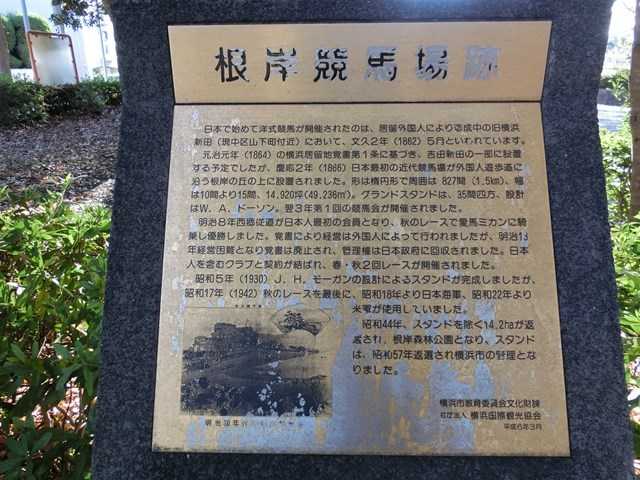 根岸競馬場跡
日本で始めて洋式競馬が開催されたのは、居留外国人により造成中の旧横浜
新田(現中区山下町付近)において、文久2年(1862)5月といわれています。
元治元年(1864)の横浜居留地覚書第1条に基づき、吉田新田の一部に設置
する予定でしたが、慶応2年(1866)日本最初の近代競馬場が外国人遊歩道に
沿う根岸の丘の上に設置されました。形は楕円形で周囲は827間(1.5km)、幅
は10間より15間、14,920坪(49,236㎡)。グランドスタンドは、35間四方、設計
はW.A.ドーソン。翌3年第1回の競馬会が開催されました。
明治8年西郷従道が日本人最初の会員となり、秋のレースで愛馬ミカンに騎
乗し優勝しました。覚書により経営は外国人によって行われましたが、明治13
年経営困難となり覚書は廃止され、管理権は日本政府に回収されました。日本
人を含むクラブと契約が結ばれ、春・秋2回レースが開催されました。
昭和5年(1930)J.H.モーガンの設計によるスタンドが完成しましたが、
昭和17年(1942)秋のレースを最後に、昭和18年より日本海軍、昭和22年より
米軍が使用していました。
昭和44年、スタンドを除く14.2haが返
還され、根岸森林公園となり、スタンド
は、昭和57年返還され横浜市の管理とな
りました。
横浜市教育委員会文化財課
社団法人 横浜国際観光協会
平成6年3月